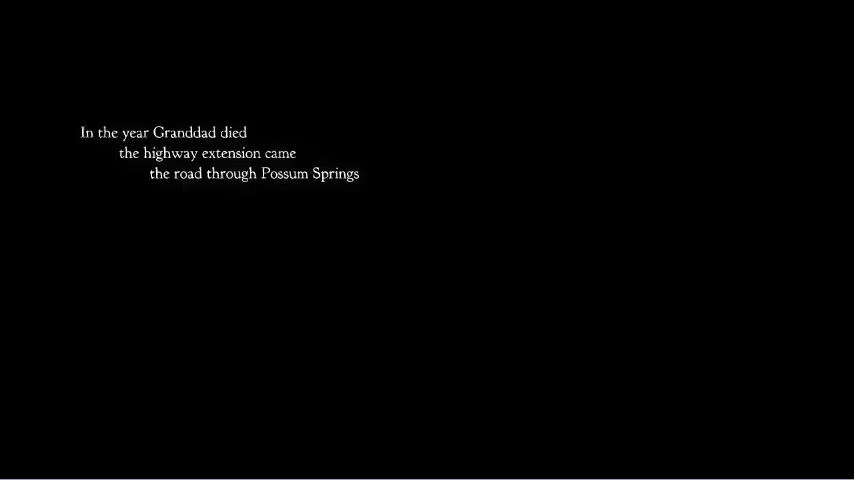 In the year Granddad died
the highway extension came
the road through Possum Springs